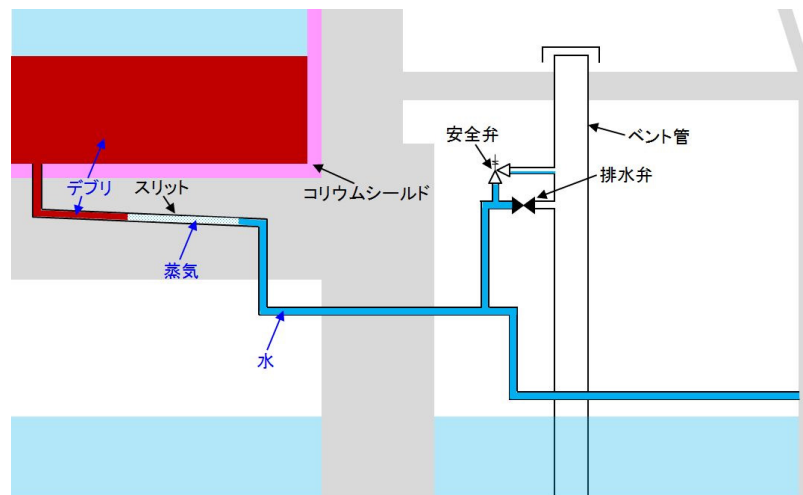 安全弁
ベント管
デブリ
スリット
コリウムシールド
排水弁
蒸気
水